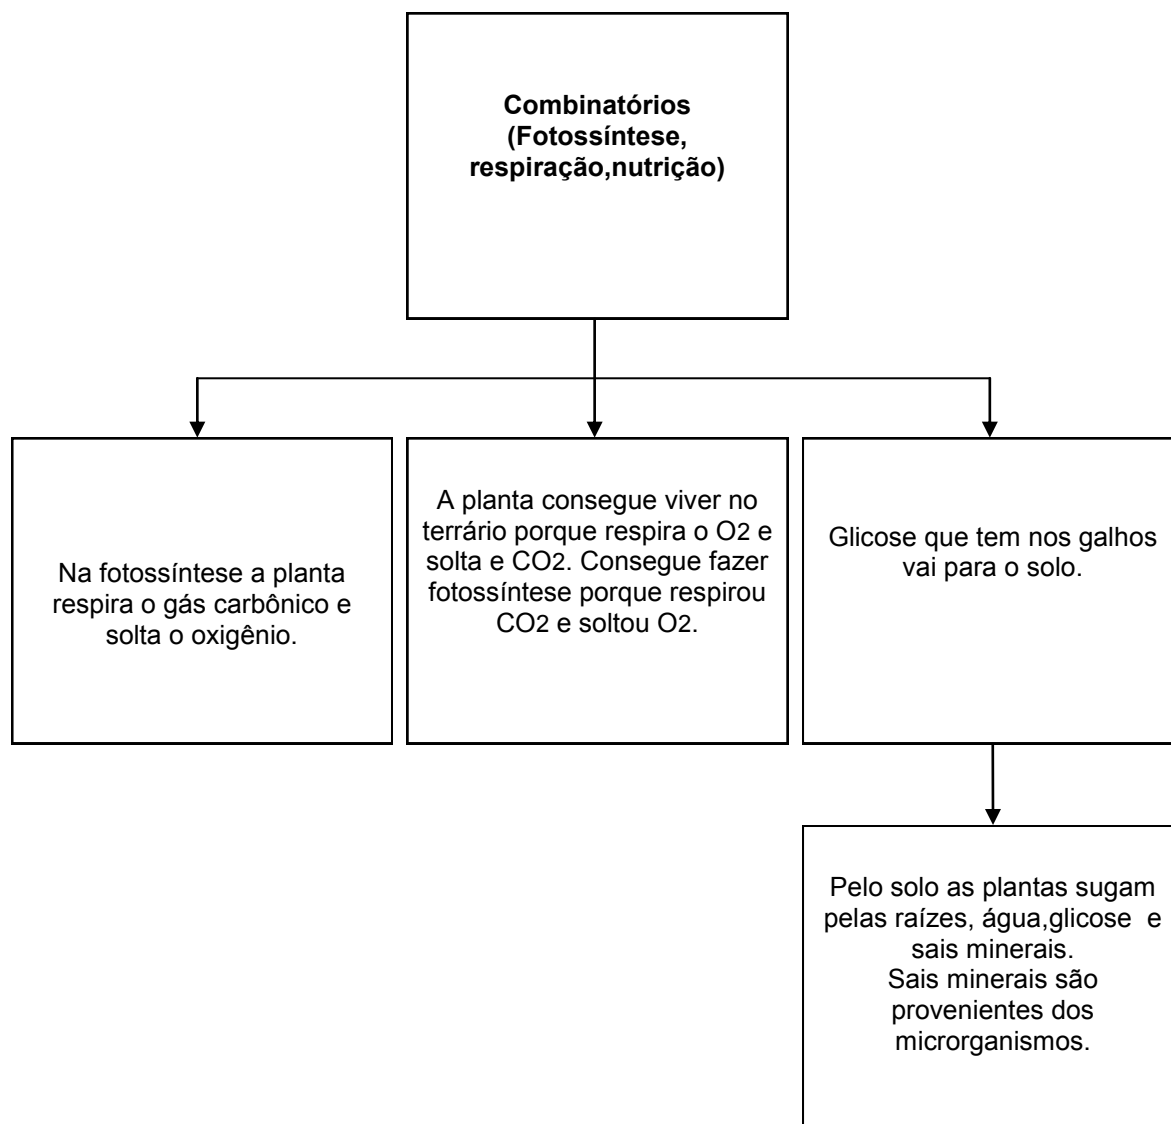 Combinatórios
(Fotossíntese,
respiração,nutrição)
Na fotossíntese a planta
respira o gás carbônico e
solta o oxigênio.
A planta consegue viver no
terrário porque respira o O2 e
solta e CO2. Consegue fazer
fotossíntese porque respirou
CO2 e soltou O2.
Glicose que tem nos galhos
vai para o solo.
Pelo solo as plantas sugam
pelas raízes, água,glicose e
sais minerais.
Sais minerais são
provenientes dos
microrganismos.